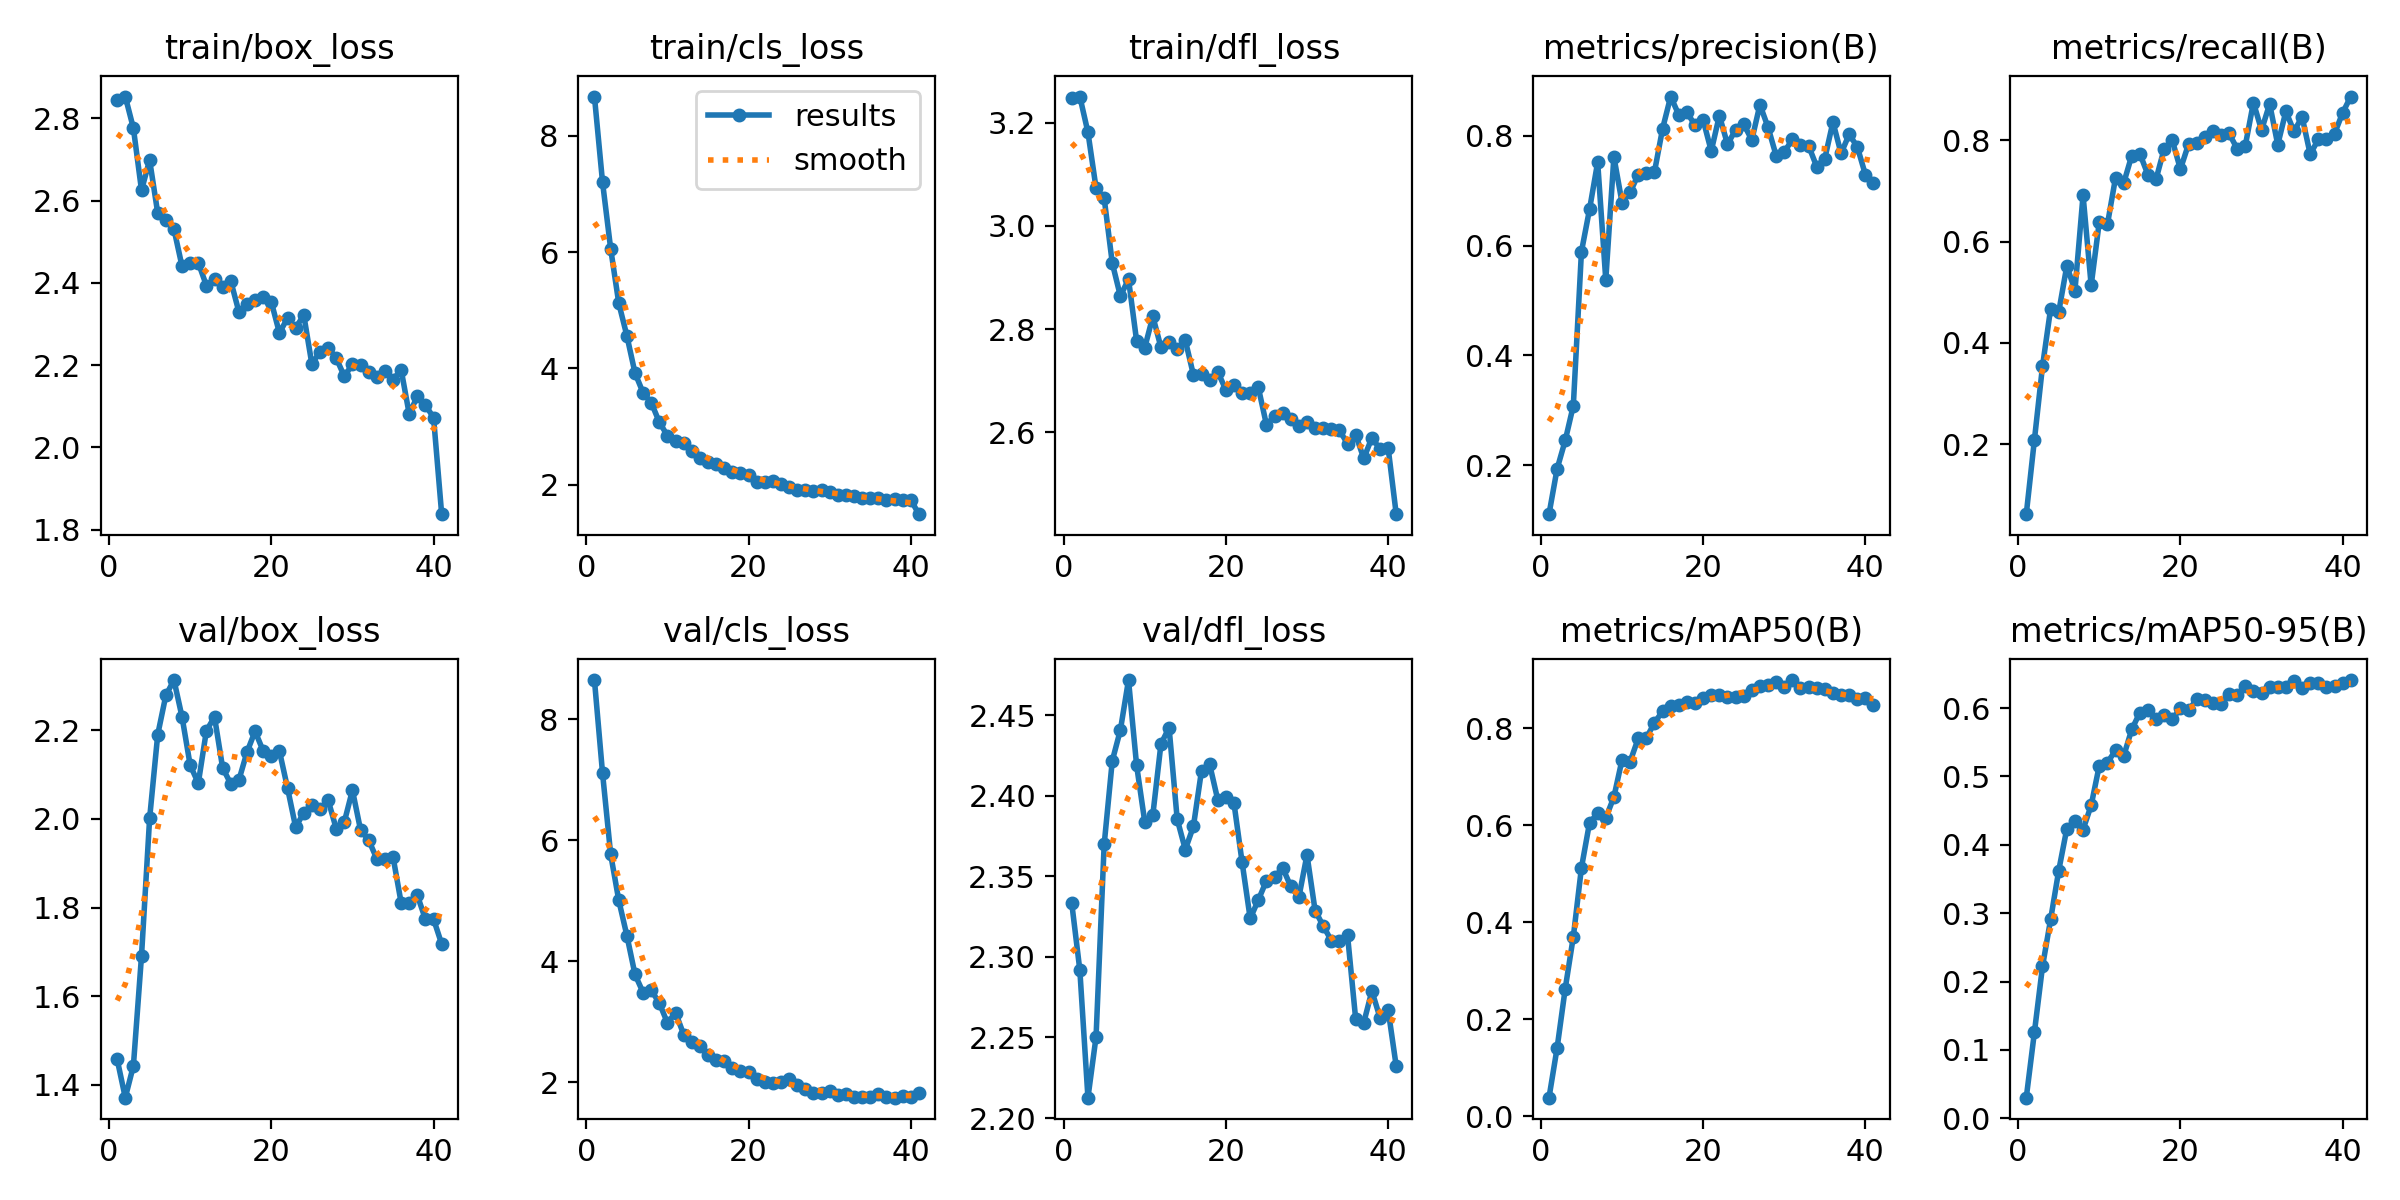 train/box_loss
2.8
2.6
2.4
2.2
2.0
1.8
0 20 40
train/cls_loss
results
smooth
8
6
4
2
0 20 40
train/dfl_loss
3.2
3.0
2.8
2.6
0 20 40
metrics/precision(B)
0.8
0.6
0.4
0.2
0 20 40
metrics/recall(B)
0.8
0.6
0.4
0.2
0 20 40
val/box_loss
2.2
2.0
1.8
1.6
1.4
0 20 40
val/cls_loss
8
6
4
2
0 20 40
val/dfl_loss
2.45
2.40
2.35
2.30
2.25
2.20
0 20 40
metrics/mAP50(B)
0.8
0.6
0.4
0.2
0.0
0 20 40
metrics/mAP50-95(B)
0.6
0.5
0.4
0.3
0.2
0.1
0.0
0 20 40